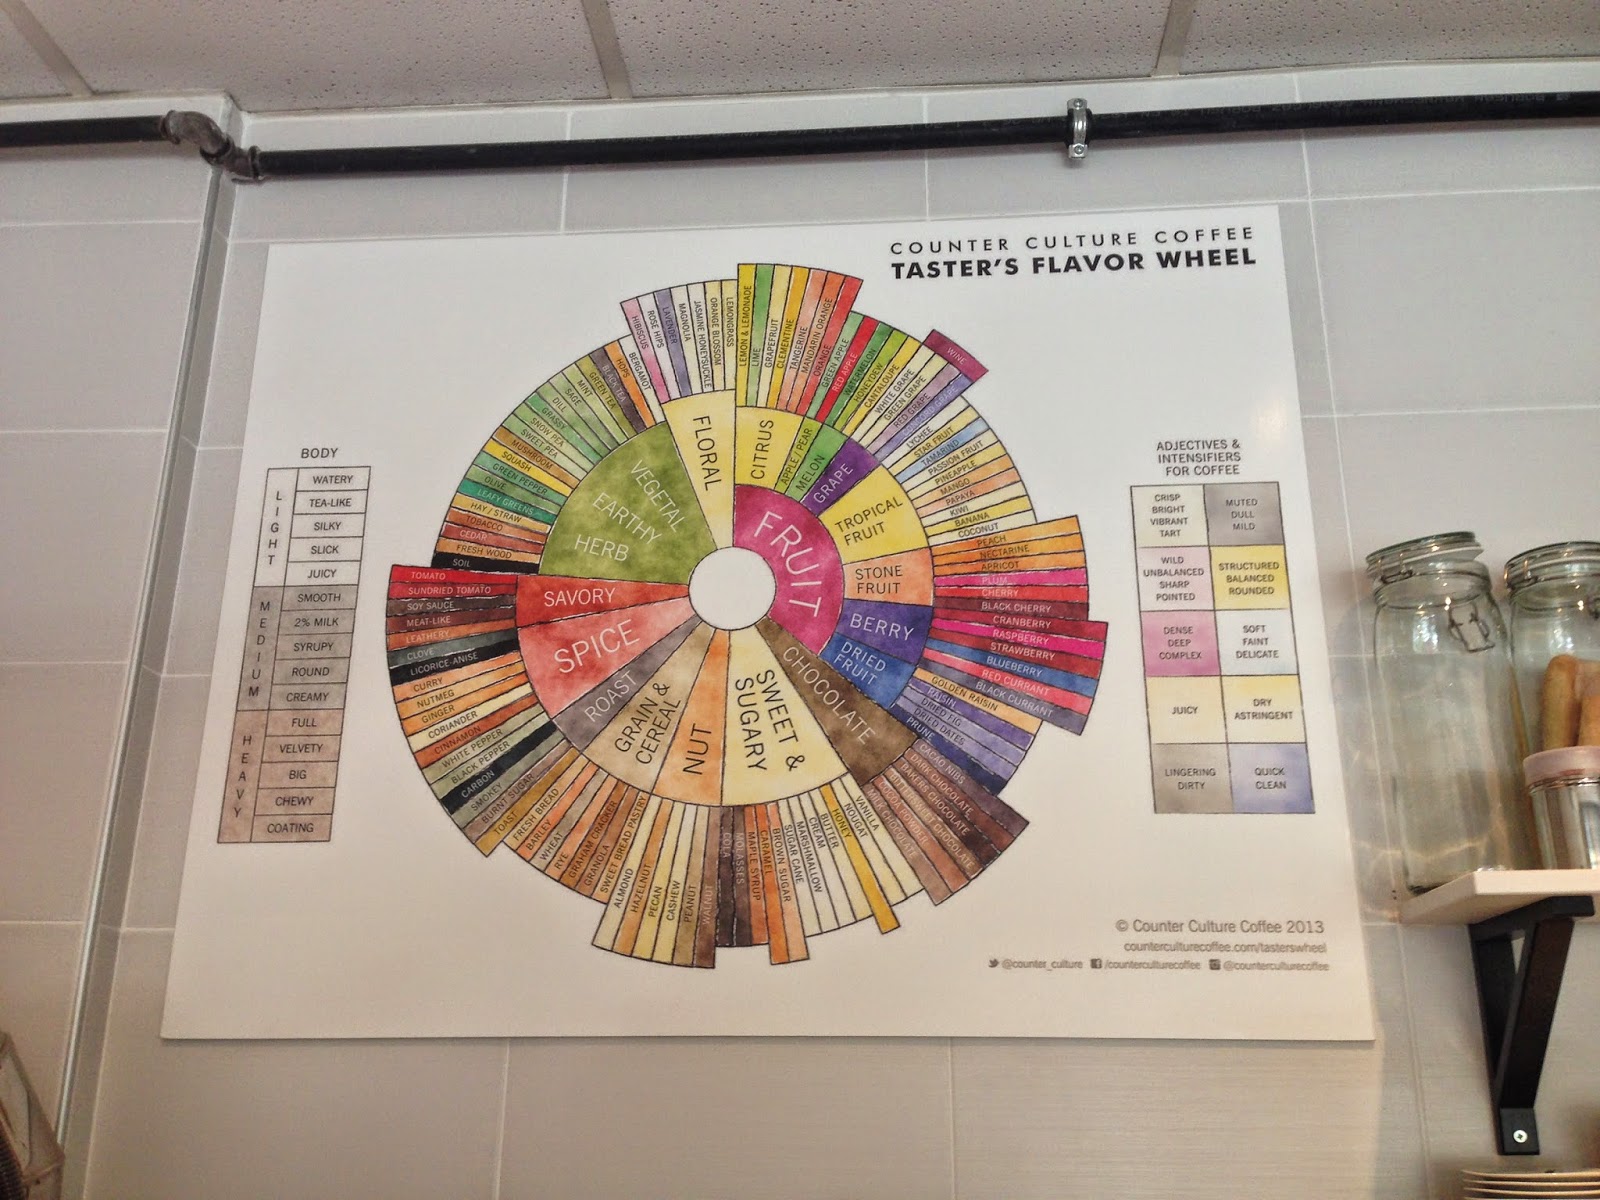 COUNTER CULTURE COFFEE
TASTER'S FLAVOR WHEEL
BODY
LIGHT
WATERY
TEA-LIKE
SILKY
SLICK
JUICY
MEDIUM
SMOOTH
2% MILK
SYRUPY
ROUND
CREAMY
HEAVY
FULL
VELVETY
BIG
CHEWY
COATING
FLORAL
HIBISCUS
ROSE HIPS
LAVENDER
MAGNOLIA
JASMINE HONEYSUCKLE
ORANGE BLOSSOM
LEMONGRASS
FRUIT
CITRUS
LEMON & LEMONADE
LIME
GRAPEFRUIT
CLEMENTINE
TANGERINE
MANDARIN ORANGE
ORANGE
APPLE / PEAR
GREEN APPLE
RED APPLE
MELON
WATERMELON
HONEYDEW
CANTALOUPE
GRAPE
WHITE GRAPE
GREEN GRAPE
RED GRAPE
WINE
TROPICAL
FRUIT
LYCHEE
STAR FRUIT
TAMARIND
PASSION FRUIT
PINEAPPLE
MANGO
PAPAYA
KIWI
BANANA
COCONUT
STONE
FRUIT
PEACH
NECTARINE
APRICOT
PLUM
CHERRY
BLACK CHERRY
BERRY
CRANBERRY
RASPBERRY
STRAWBERRY
BLUEBERRY
RED CURRANT
BLACK CURRANT
DRIED
FRUIT
GOLDEN RAISIN
RAISIN
DRIED FIG
DRIED DATES
PRUNE
CHOCOLATE
CACAO NIBS
DARK CHOCOLATE
BAKERS CHOCOLATE
BITTERSWEET CHOCOLATE
COCOA POWDER
MILK CHOCOLATE
SWEET &
SUGARY
VANILLA
NOUGAT
HONEY
BUTTER
CREAM
MARSHMALLOW
SUGAR CANE
BROWN SUGAR
CARAMEL
MAPLE SYRUP
MOLASSES
COLA
NUT
WALNUT
PEANUT
CASHEW
PECAN
HAZELNUT
ALMOND
GRAIN &
CEREAL
SWEET BREAD PASTRY
GRANOLA
GRAHAM CRACKER
RYE
WHEAT
BARLEY
FRESH BREAD
ROAST
TOAST
BURNT SUGAR
SMOKEY
CARBON
SPICE
BLACK PEPPER
WHITE PEPPER
CINNAMON
CORIANDER
GINGER
NUTMEG
CURRY
LICORICE-ANISE
CLOVE
SAVORY
LEATHERY
MEAT-LIKE
SOY SAUCE
SUNDRIED TOMATO
TOMATO
VEGETAL
EARTHY
HERB
SOIL
FRESH WOOD
CEDAR
TOBACCO
HAY / STRAW
LEAFY GREENS
OLIVE
GREEN PEPPER
SQUASH
MUSHROOM
SWEET PEA
SNOW PEA
GRASSY
DILL
SAGE
MINT
GREEN TEA
BLACK TEA
HOPS
BERGAMOT
ADJECTIVES &
INTENSIFIERS
FOR COFFEE
CRISP
BRIGHT
VIBRANT
TART
MUTED
DULL
MILD
WILD
UNBALANCED
SHARP
POINTED
STRUCTURED
BALANCED
ROUNDED
DENSE
DEEP
COMPLEX
SOFT
FAINT
DELICATE
JUICY
DRY
ASTRINGENT
LINGERING
DIRTY
QUICK
CLEAN
© Counter Culture Coffee 2013
counterculturecoffee.com/tasterswheel
@counter_culture /counterculturecoffee @counterculturecoffee